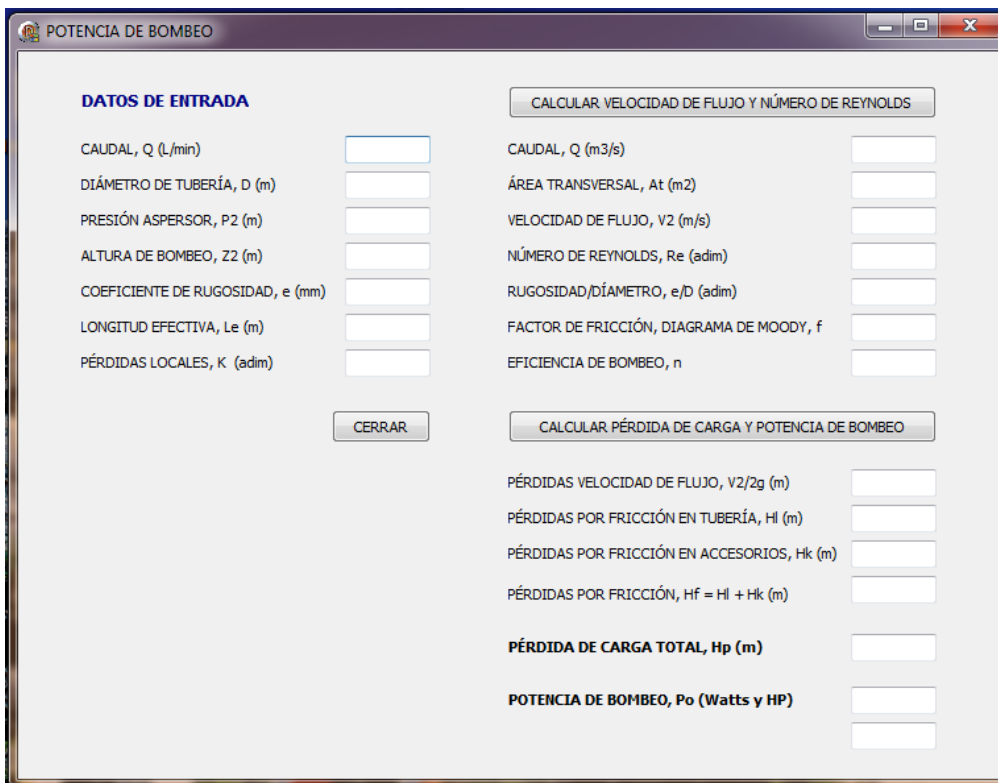 POTENCIA DE BOMBEO
DATOS DE ENTRADA
CAUDAL, Q (L/min)
DIÁMETRO DE TUBERÍA, D (m)
PRESIÓN ASPERSOR, P2 (m)
ALTURA DE BOMBEO, Z2 (m)
COEFICIENTE DE RUGOSIDAD, e (mm)
LONGITUD EFECTIVA, Le (m)
PÉRDIDAS LOCALES, K (adim)
CERRAR
CALCULAR VELOCIDAD DE FLUJO Y NÚMERO DE REYNOLDS
CAUDAL, Q (m3/s)
ÁREA TRANSVERSAL, At (m2)
VELOCIDAD DE FLUJO, V2 (m/s)
NÚMERO DE REYNOLDS, Re (adim)
RUGOSIDAD/DÍAMETRO, e/D (adim)
FACTOR DE FRICCIÓN, DIAGRAMA DE MOODY, f
EFICIENCIA DE BOMBEO, n
CALCULAR PÉRDIDA DE CARGA Y POTENCIA DE BOMBEO
PÉRDIDAS VELOCIDAD DE FLUJO, V2/2g (m)
PÉRDIDAS POR FRICCIÓN EN TUBERÍA, Hl (m)
PÉRDIDAS POR FRICCIÓN EN ACCESORIOS, Hk (m)
PÉRDIDAS POR FRICCIÓN, Hf = Hl + Hk (m)
PÉRDIDA DE CARGA TOTAL, Hp (m)
POTENCIA DE BOMBEO, Po (Watts y HP)